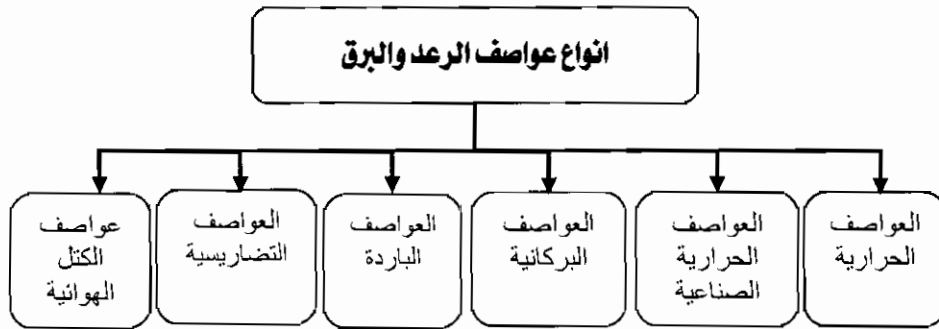 انواع عواصف الرعد والبرق
العواصف
الحرارية
العواصف
الحرارية
الصناعية
العواصف
البركانية
العواصف
الباردة
العواصف
التضاريسية
عواصف
الكتل
الهوائية